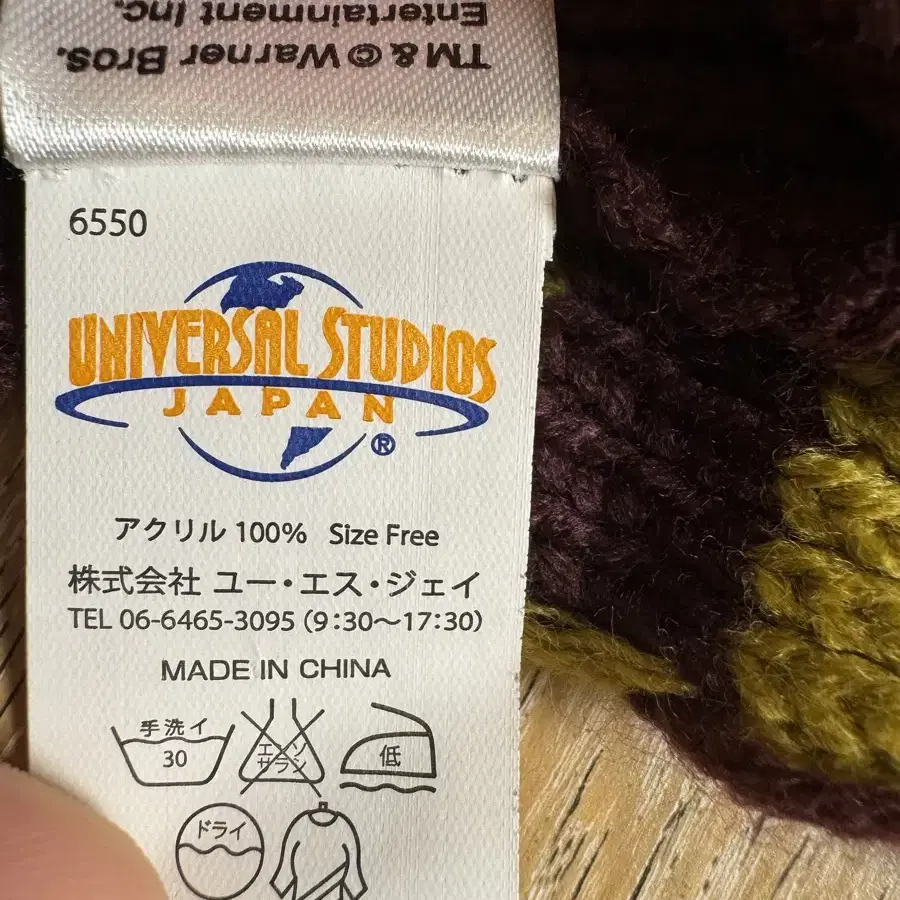 TM & © Warner Bros.
Entertainment Inc.
6550
UNIVERSAL STUDIOS
JAPAN
®
アクリル 100% Size Free
株式会社 ユー・エス・ジェイ
TEL 06-6465-3095 (9:30〜17:30)
MADE IN CHINA
手洗イ
30
エンソ
サラシ
低
ドライ